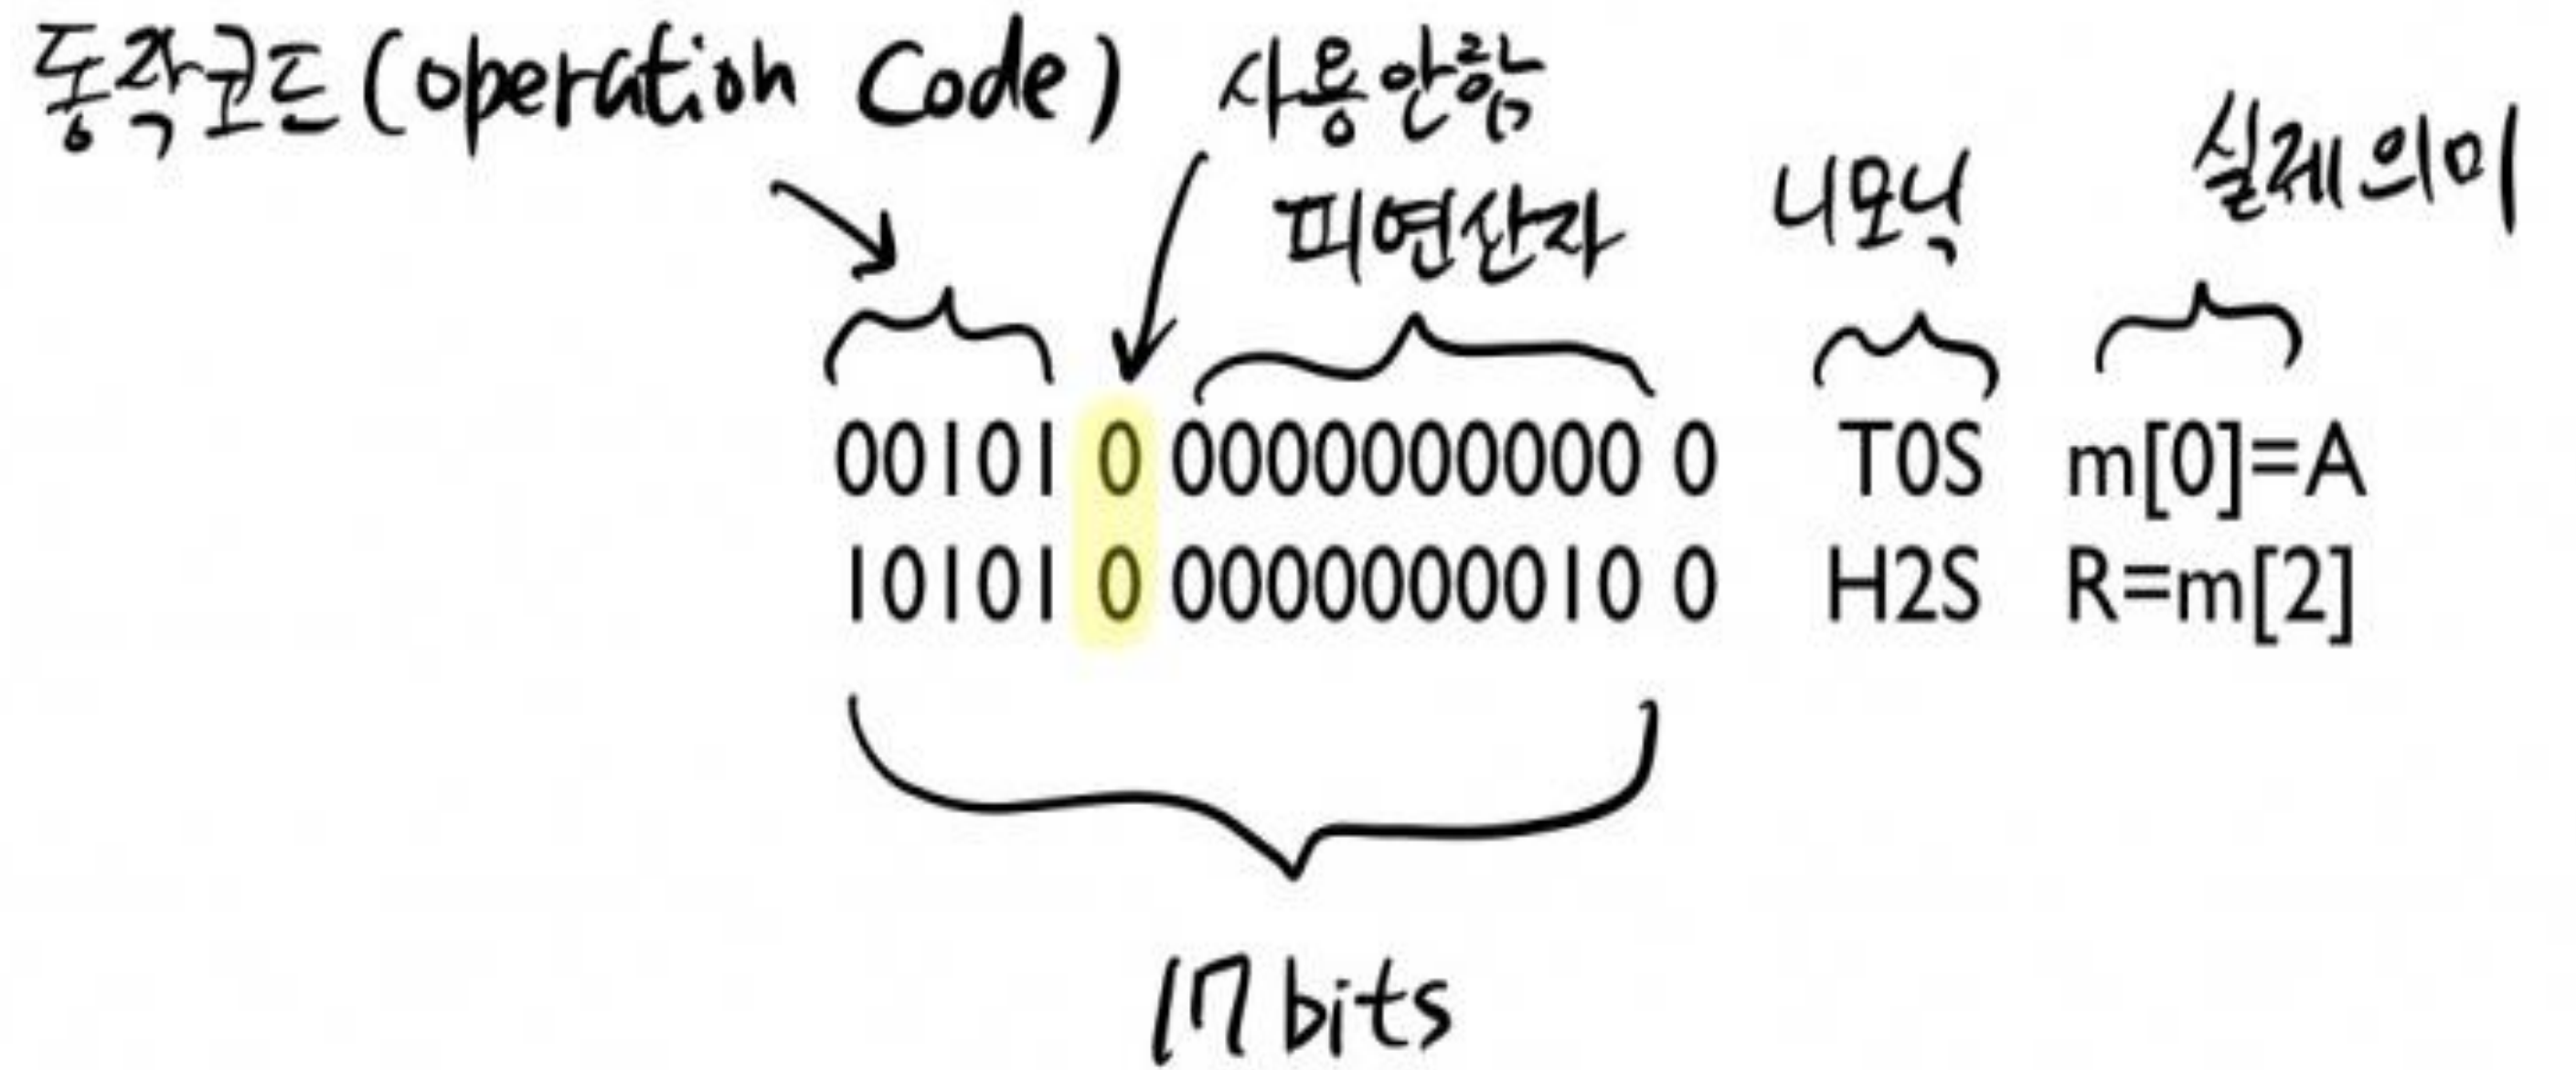 동작코드(operation Code) 사용안함
피연산자 니모닉 실제의미
00101 0 0000000000 0 T0S m[0]=A
10101 0 0000000010 0 H2S R=m[2]
17 bits